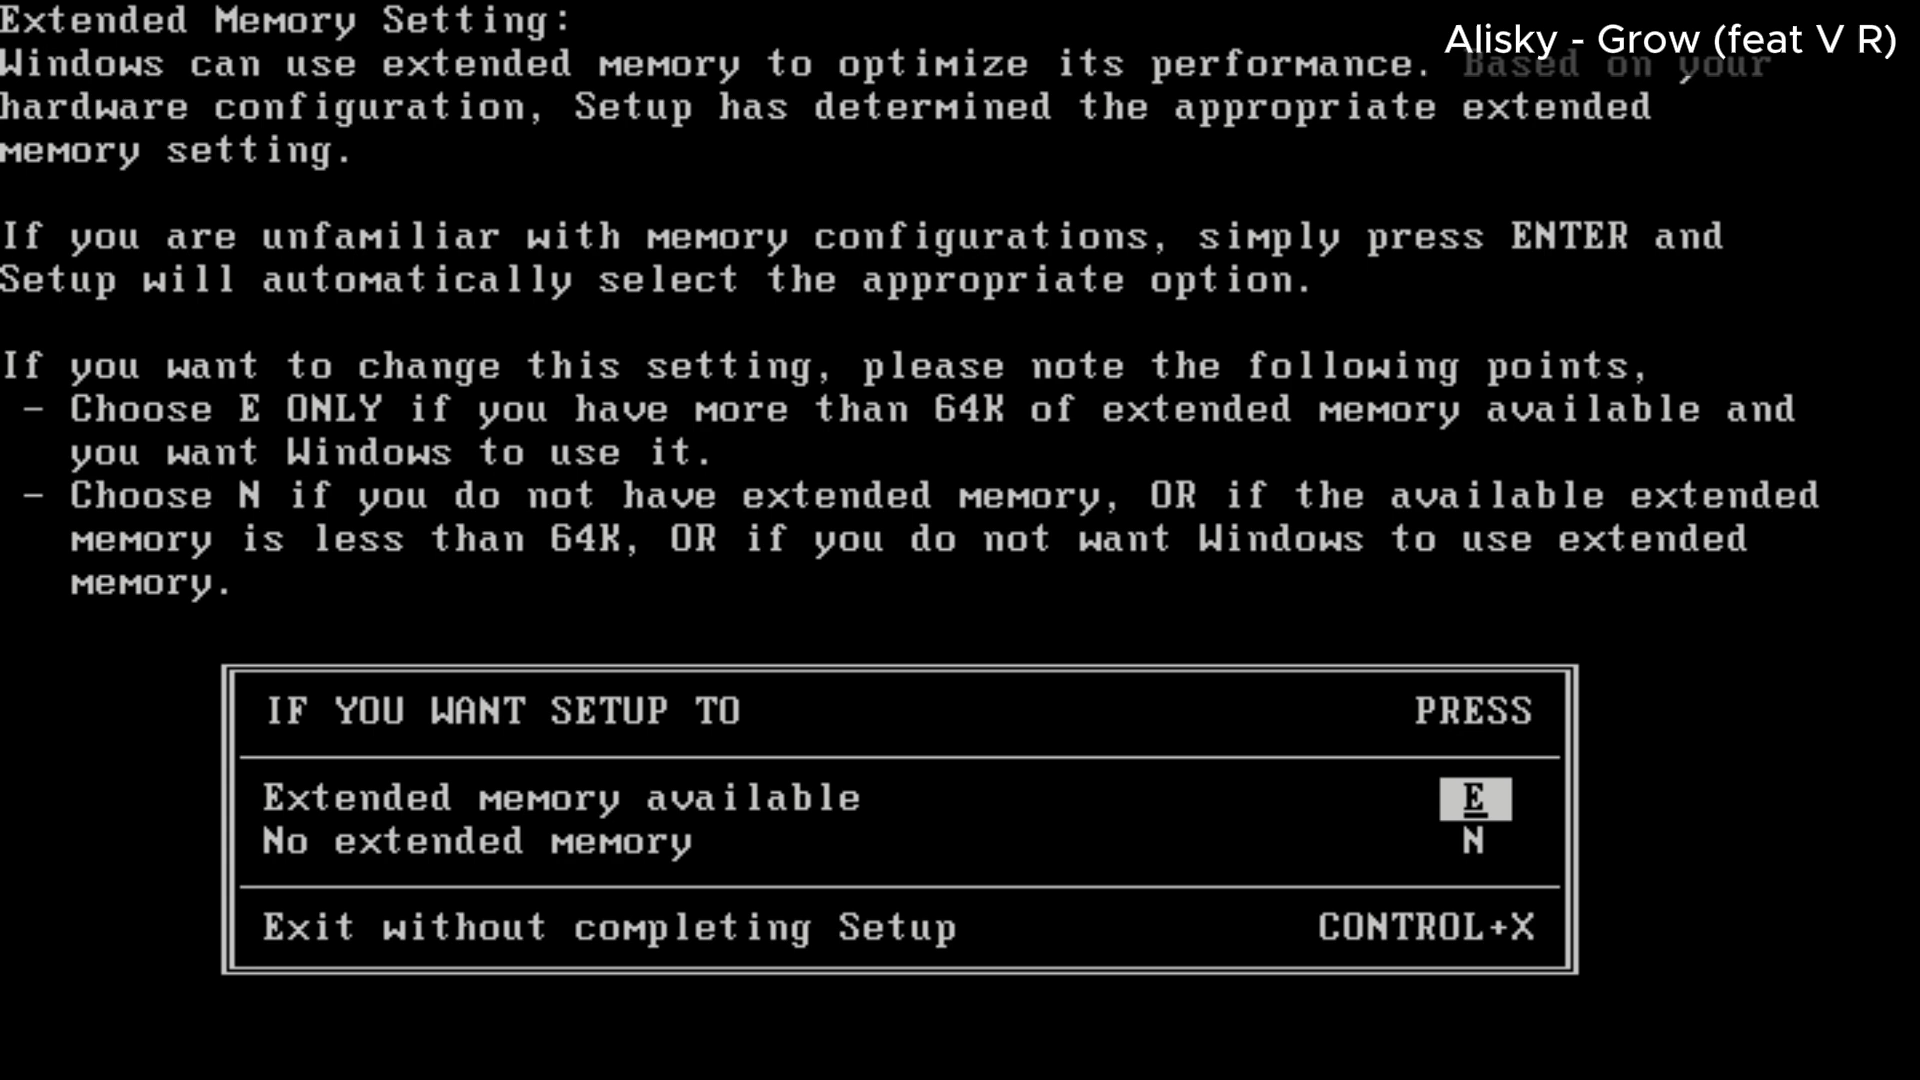 Extended Memory Setting:
Alisky - Grow (feat V R)
Windows can use extended memory to optimize its performance. Based on your
hardware configuration, Setup has determined the appropriate extended
memory setting.
If you are unfamiliar with memory configurations, simply press ENTER and
Setup will automatically select the appropriate option.
If you want to change this setting, please note the following points,
- Choose E ONLY if you have more than 64K of extended memory available and
you want Windows to use it.
- Choose N if you do not have extended memory, OR if the available extended
memory is less than 64K, OR if you do not want Windows to use extended
memory.
IF YOU WANT SETUP TO PRESS
Extended memory available E
No extended memory N
Exit without completing Setup CONTROL+X